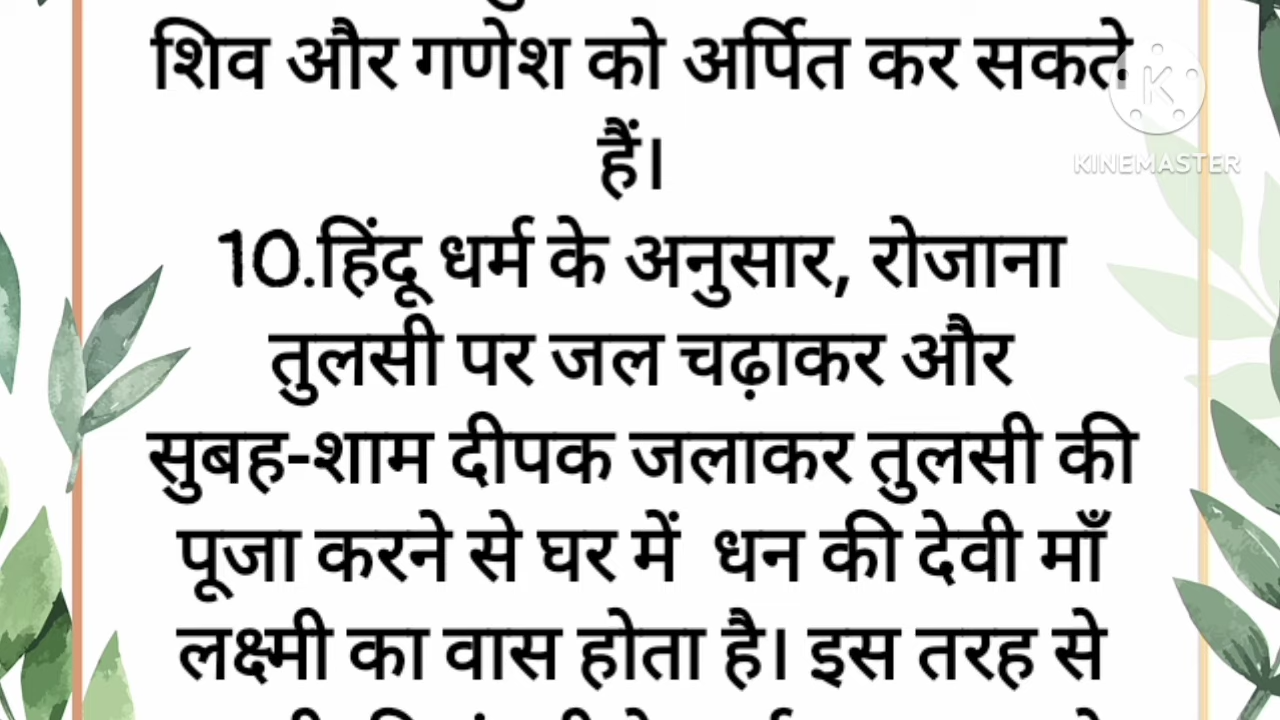 शिव और गणेश को अर्पित कर सकते
हैं।
10.हिंदू धर्म के अनुसार, रोजाना
तुलसी पर जल चढ़ाकर और
सुबह-शाम दीपक जलाकर तुलसी की
पूजा करने से घर में धन की देवी माँ
लक्ष्मी का वास होता है। इस तरह से
K
KINEMASTER